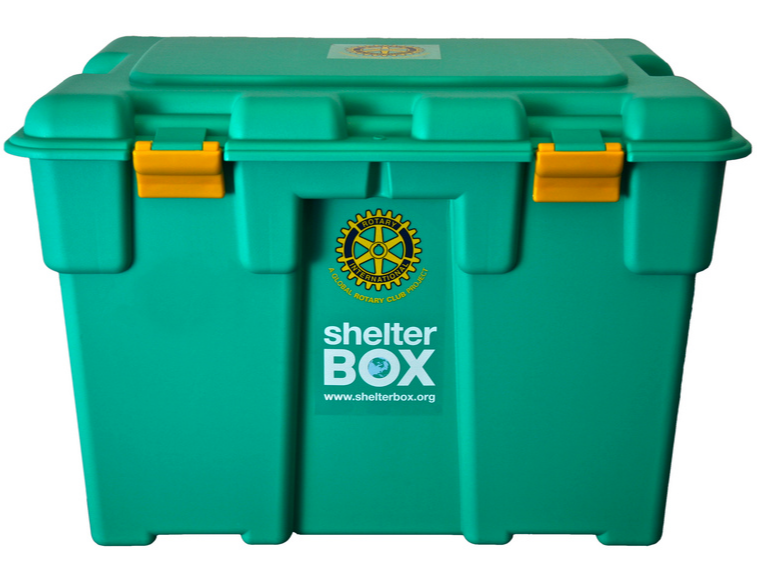 ROTARY
INTERNATIONAL
A GLOBAL ROTARY CLUB PROJECT
shelter
BOX
www.shelterbox.org